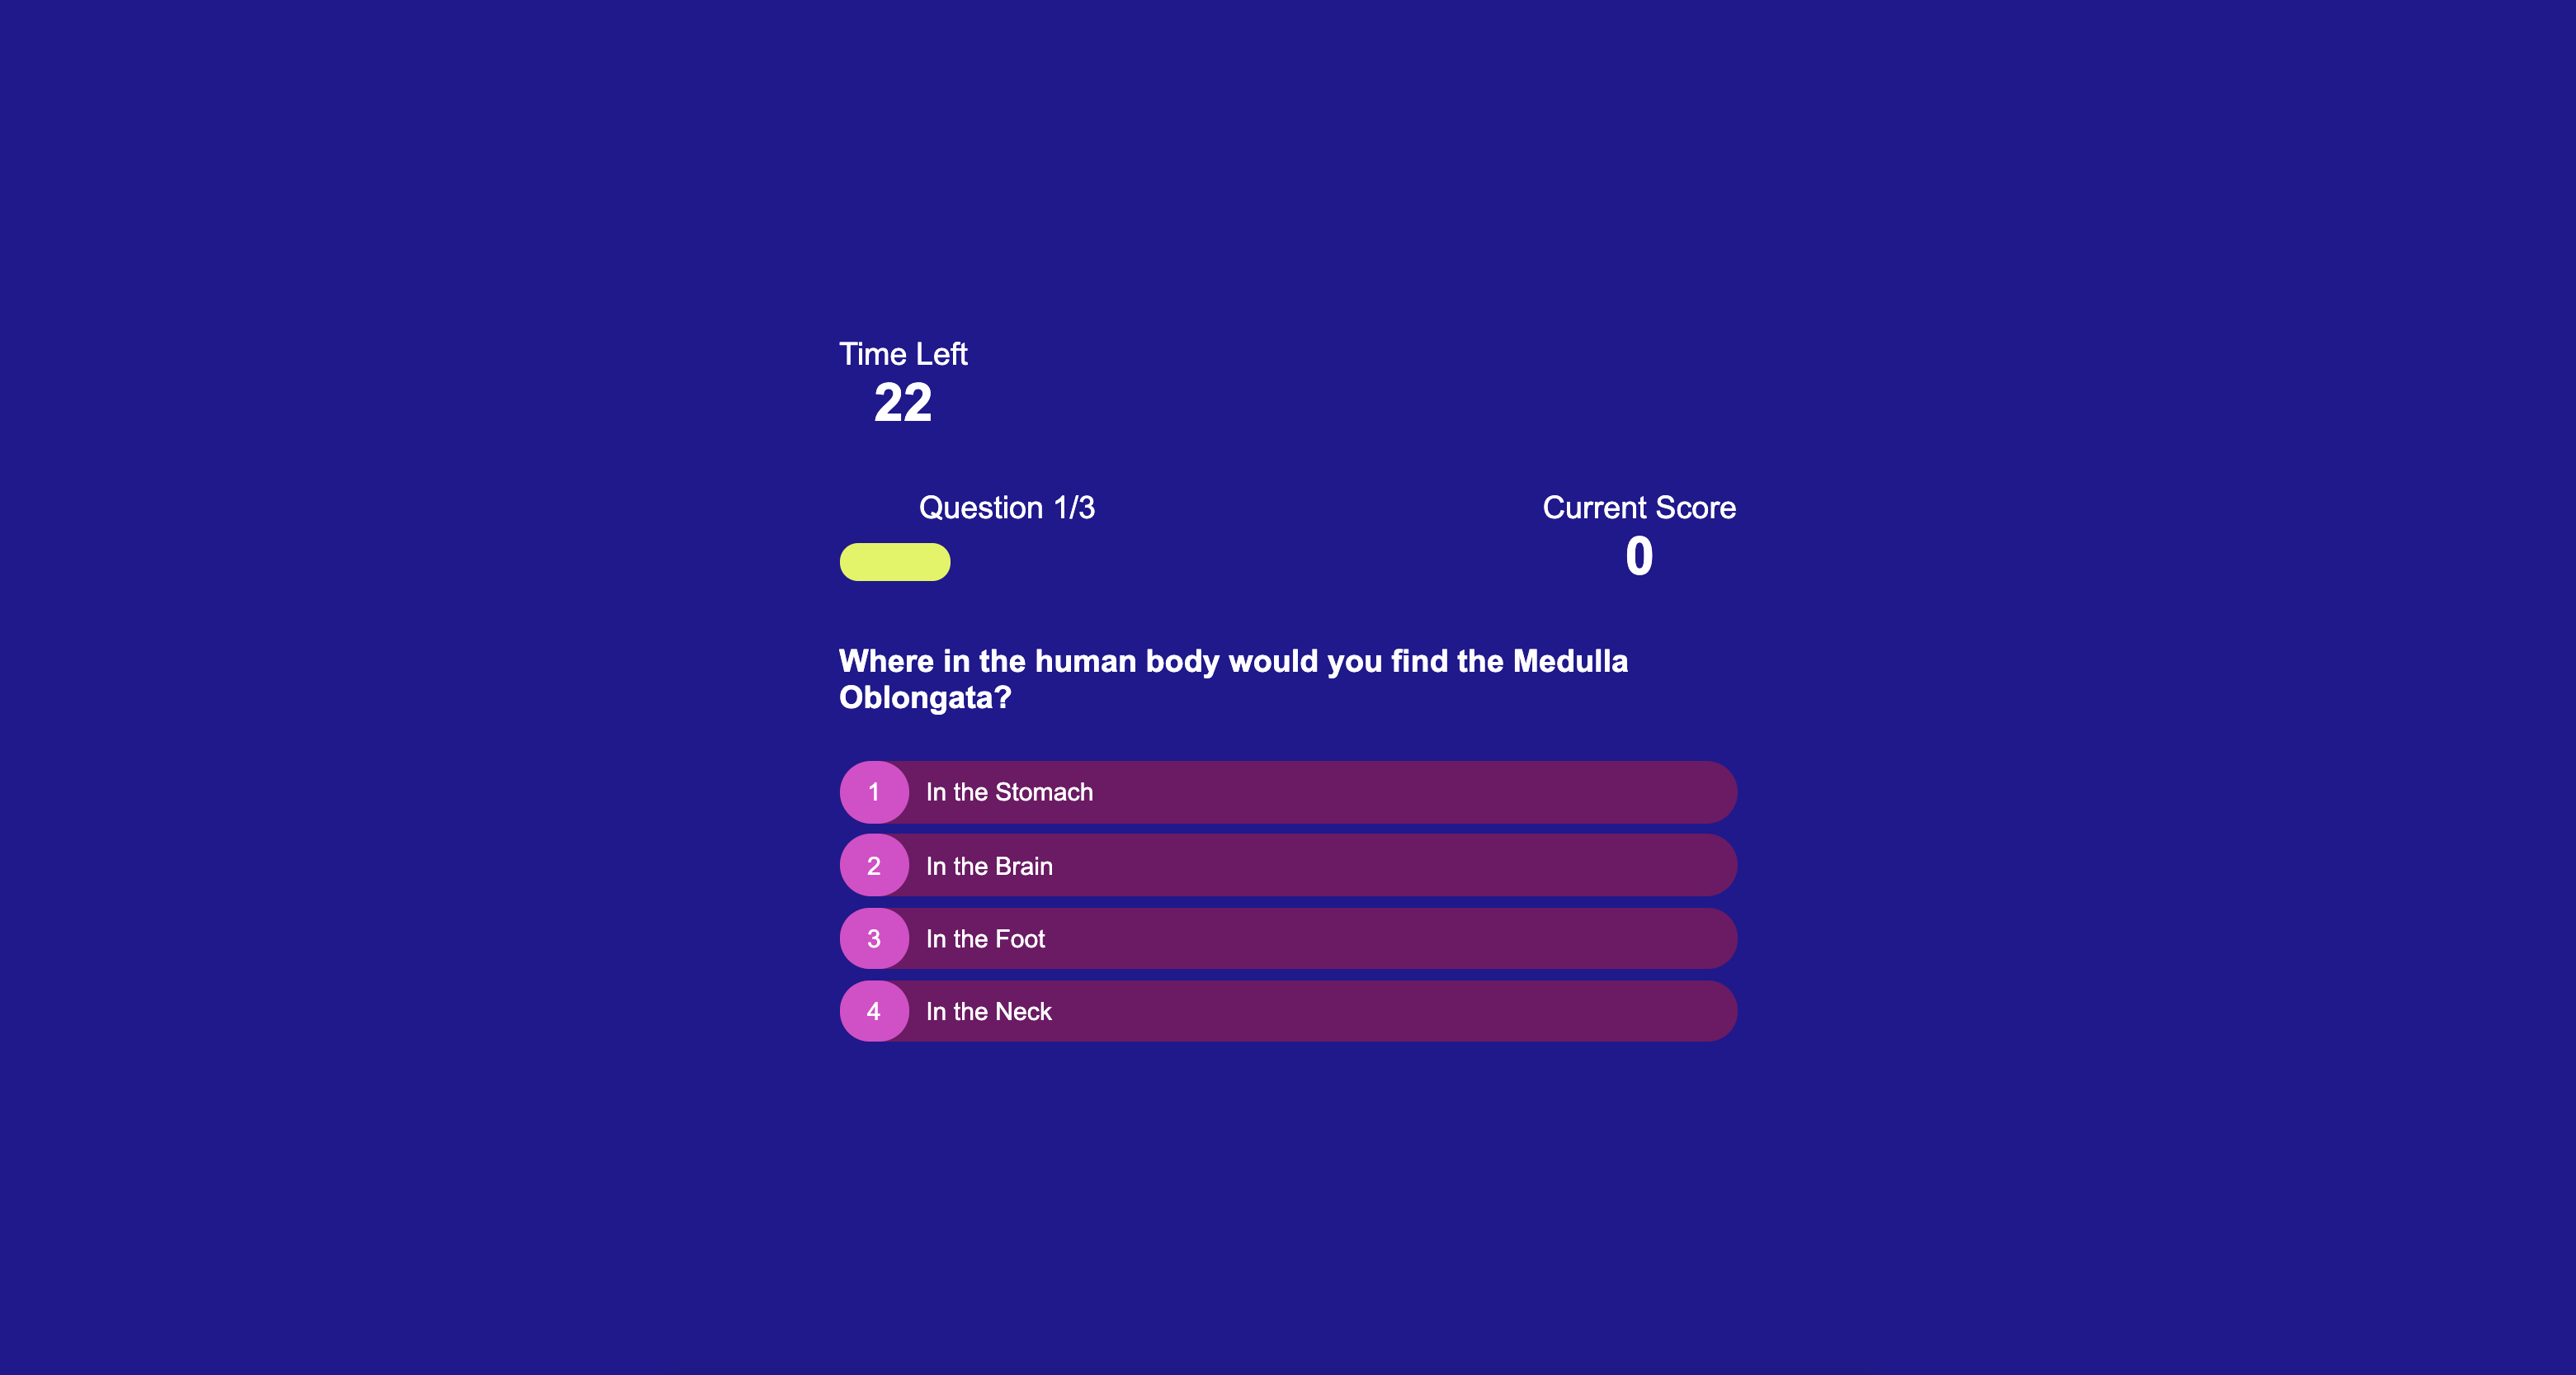 Time Left
22
Question 1/3
Current Score
0
Where in the human body would you find the Medulla
Oblongata?
1 In the Stomach
2 In the Brain
3 In the Foot
4 In the Neck